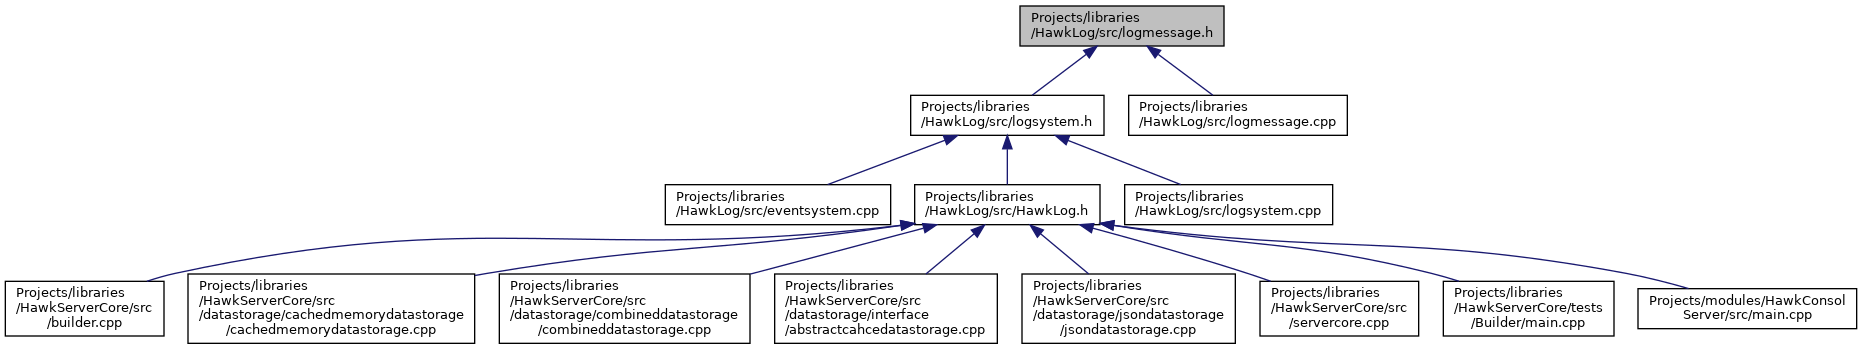 Projects/libraries
/HawkLog/src/logmessage.h
Projects/libraries
/HawkLog/src/logsystem.h
Projects/libraries
/HawkLog/src/logmessage.cpp
Projects/libraries
/HawkLog/src/eventsystem.cpp
Projects/libraries
/HawkLog/src/HawkLog.h
Projects/libraries
/HawkLog/src/logsystem.cpp
Projects/libraries
/HawkServerCore/src
/builder.cpp
Projects/libraries
/HawkServerCore/src
/datastorage/cachedmemorydatastorage
/cachedmemorydatastorage.cpp
Projects/libraries
/HawkServerCore/src
/datastorage/combineddatastorage
/combineddatastorage.cpp
Projects/libraries
/HawkServerCore/src
/datastorage/interface
/abstractcahcedatastorage.cpp
Projects/libraries
/HawkServerCore/src
/datastorage/jsondatastorage
/jsondatastorage.cpp
Projects/libraries
/HawkServerCore/src
/servercore.cpp
Projects/libraries
/HawkServerCore/tests
/Builder/main.cpp
Projects/modules/HawkConsol
Server/src/main.cpp